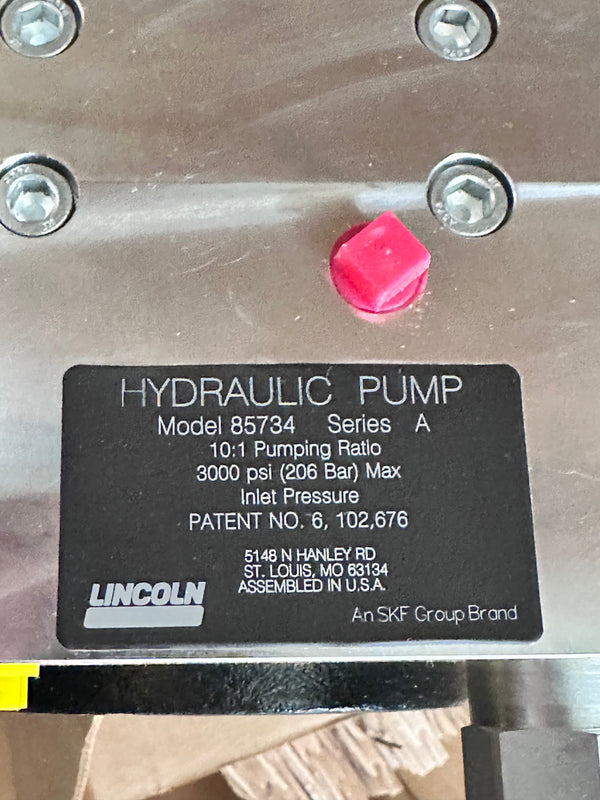 HYDRAULIC PUMP
Model 85734 Series A
10:1 Pumping Ratio
3000 psi (206 Bar) Max
Inlet Pressure
PATENT NO. 6, 102,676
5148 N HANLEY RD
ST. LOUIS, MO 63134
ASSEMBLED IN U.S.A.
LINCOLN
An SKF Group Brand